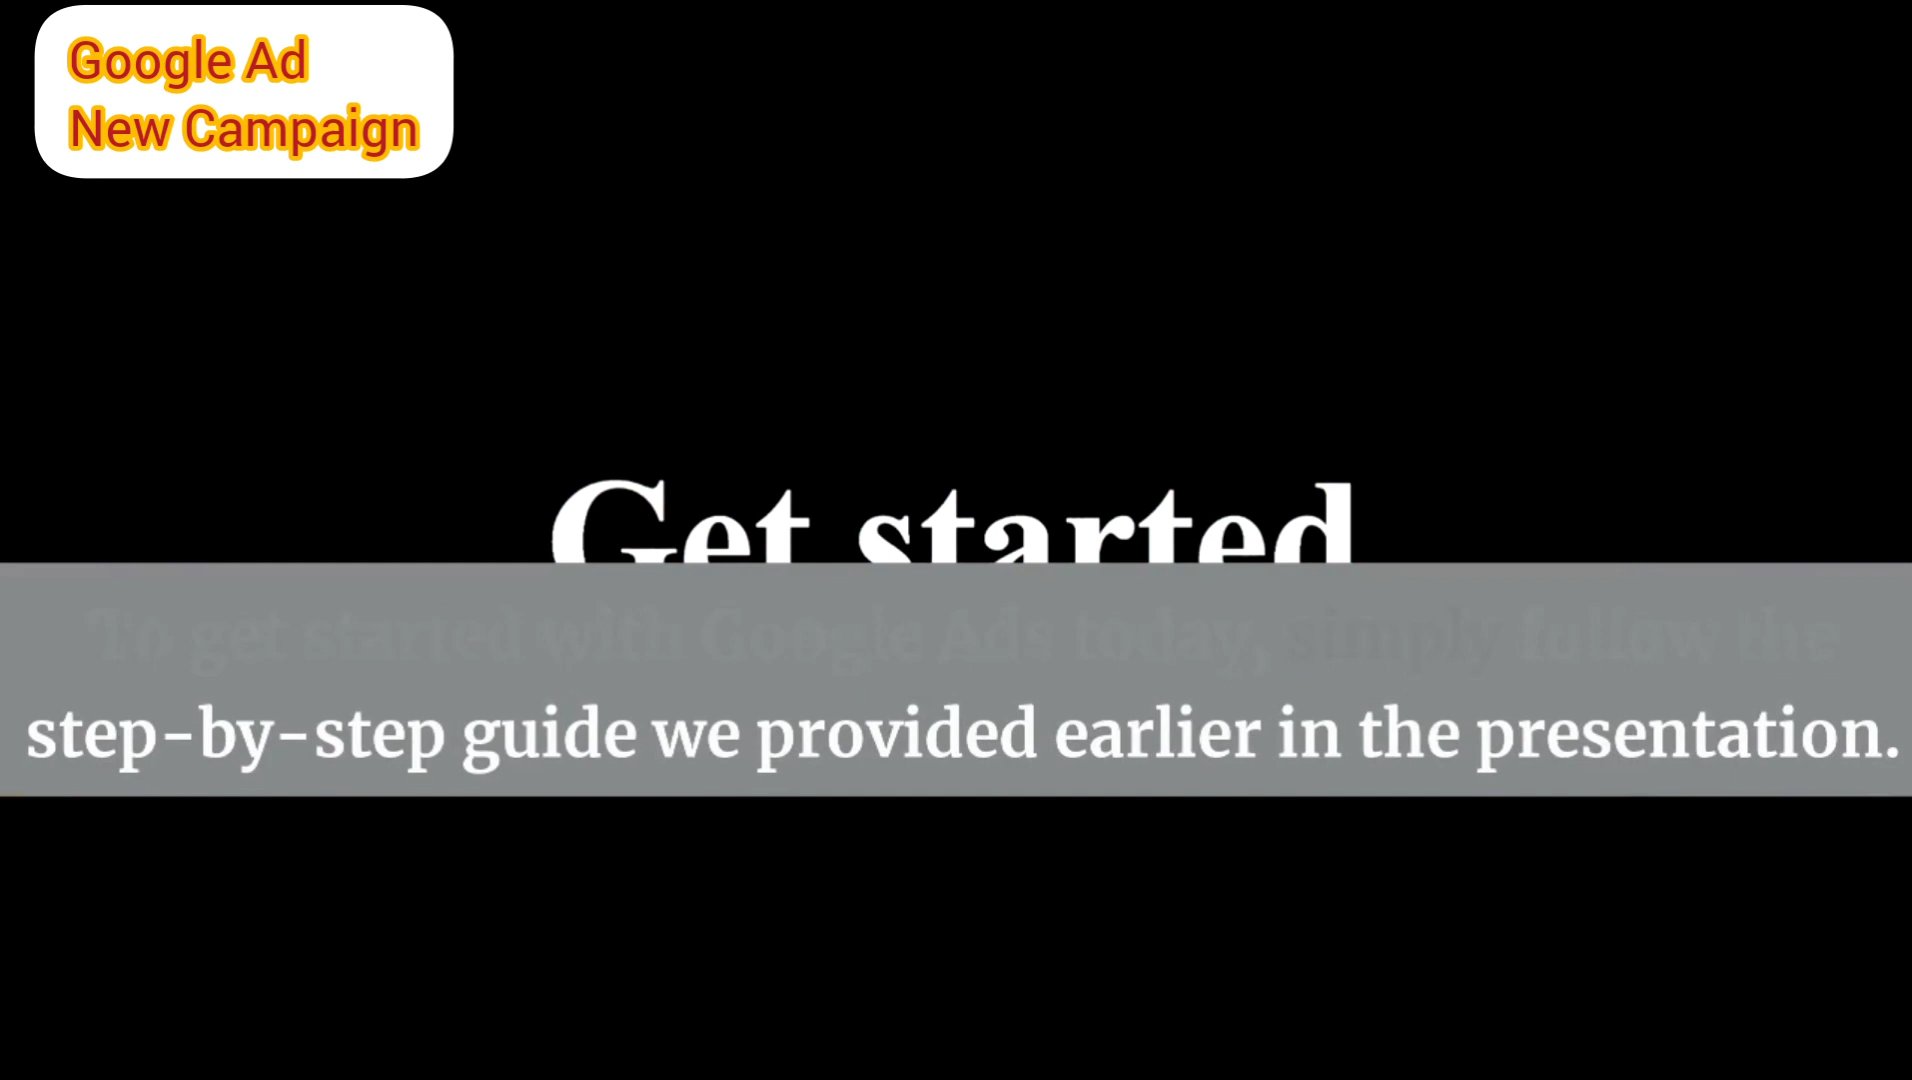 Google Ad
New Campaign
Get started
To get started with Google Ads today, simply follow the
step-by-step guide we provided earlier in the presentation.